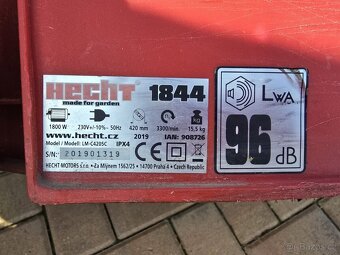 HECHT 1844
made for garden
1800 W 230V+/-10%~ 50Hz 420 mm 3300/min 15,5 kg
KG
www.hecht.cz 2019 IAN: 908726
Model / Modell: LM-C4205C IPX4
S/N: 201901319
HECHT-MOTORS s.r.o. • Za Mlýnem 1562/25 • 14700 Praha 4 • Czech Republic
LWA
96 dB